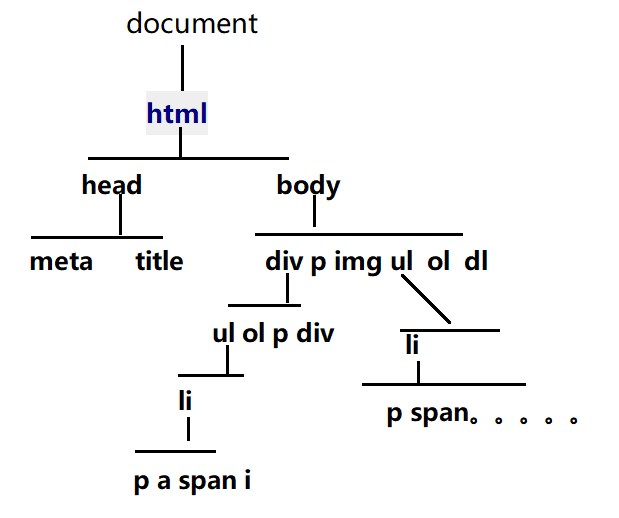 document
html
head body
meta title div p img ul ol dl
ul ol p div li
li p span。。。。。
p a span i